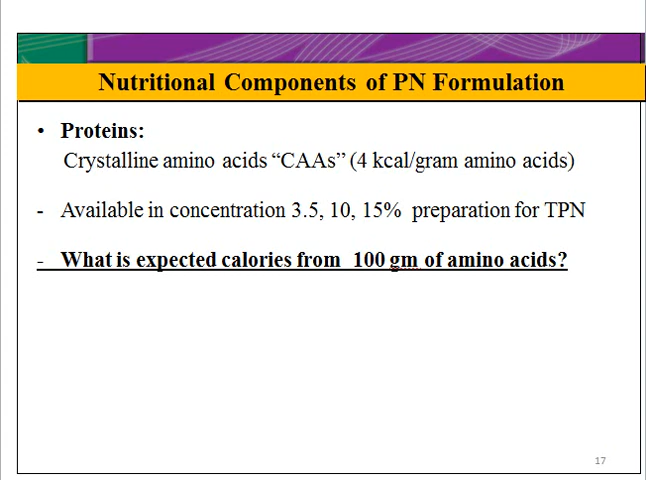 Nutritional Components of PN Formulation
• Proteins:
Crystalline amino acids “CAAs” (4 kcal/gram amino acids)
- Available in concentration 3.5, 10, 15% preparation for TPN
- What is expected calories from 100 gm of amino acids?
17